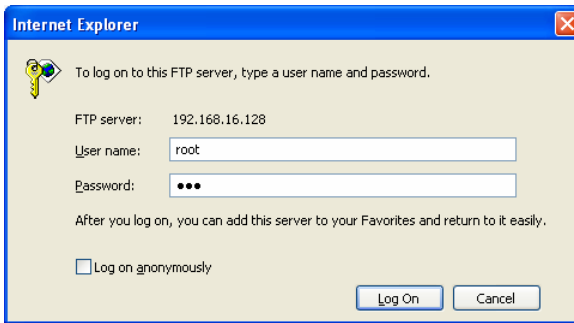 Internet Explorer
To log on to this FTP server, type a user name and password.
FTP server: 192.168.16.128
User name: root
Password: •••
After you log on, you can add this server to your Favorites and return to it easily.
Log on anonymously
Log On Cancel